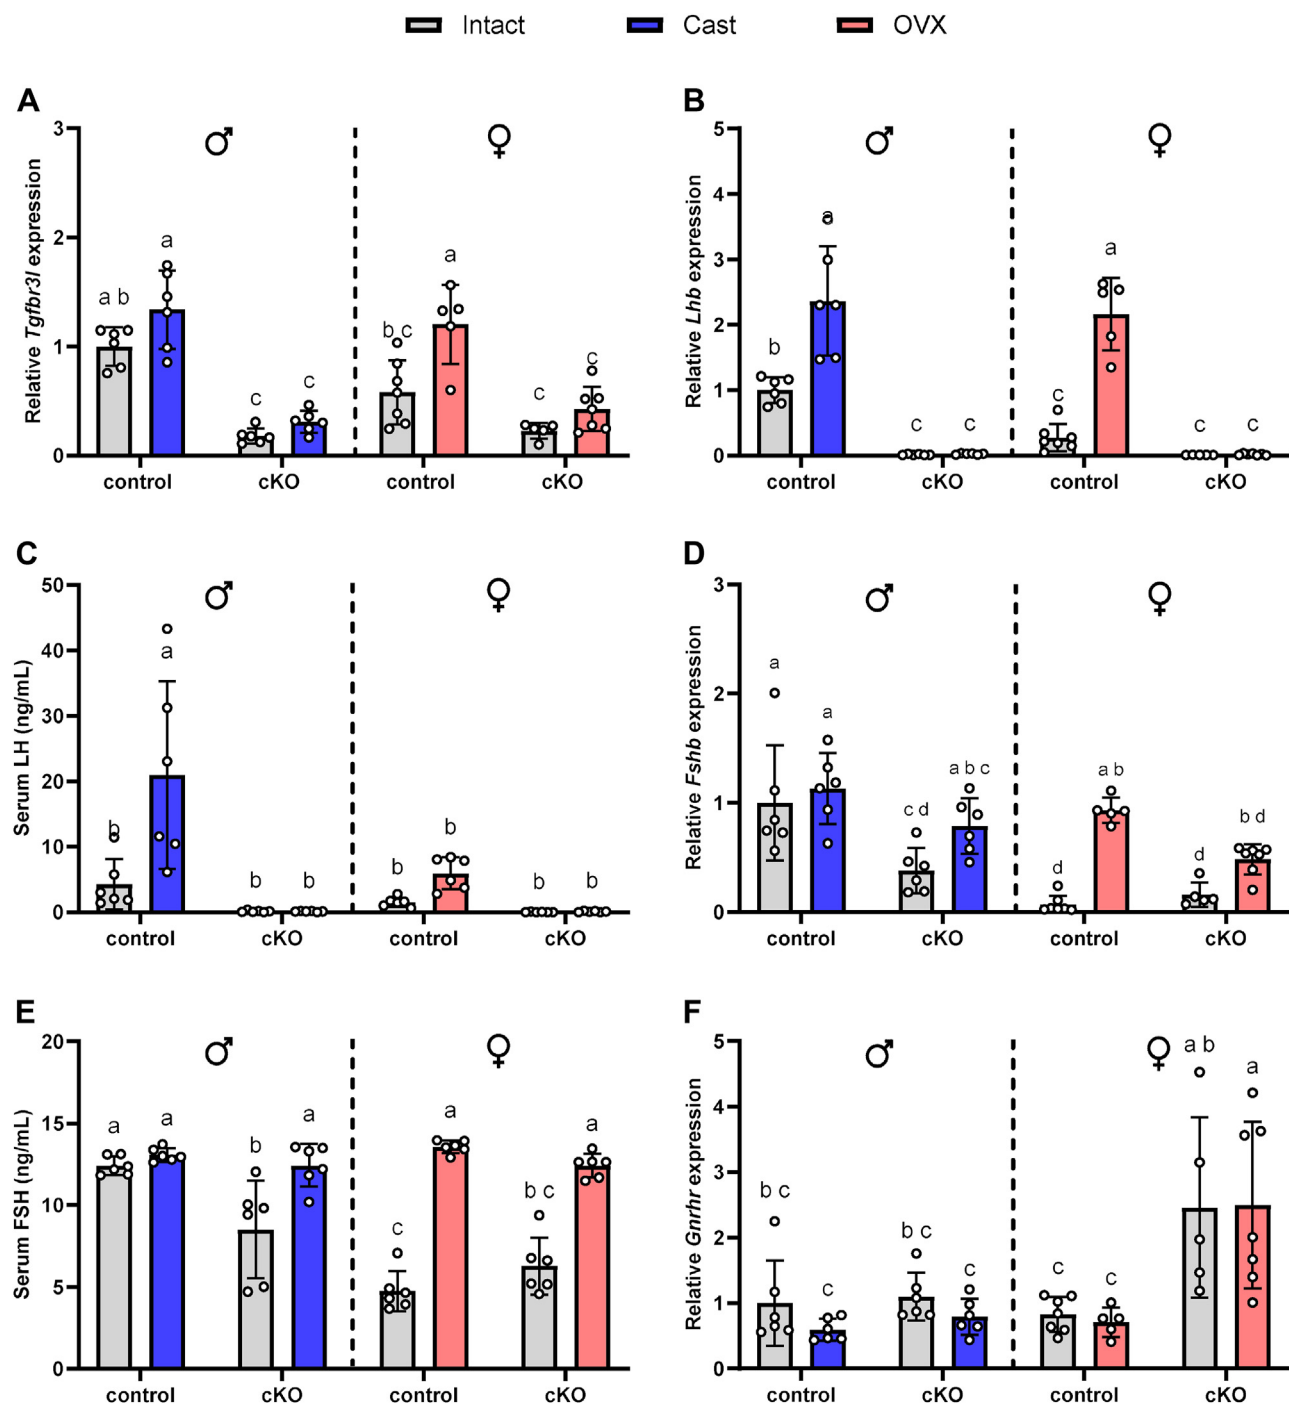 Intact Cast OVX
A
Relative Tgfbr3l expression
3
2
1
0
♂ ♀
a b
a
c
c
b c
a
c
c
control cKO control cKO
B
Relative Lhb expression
5
4
3
2
1
0
♂ ♀
b
a
c
c
c
a
c
c
control cKO control cKO
C
Serum LH (ng/mL)
50
40
30
20
10
0
♂ ♀
b
a
b
b
b
b
b
b
control cKO control cKO
D
Relative Fshb expression
3
2
1
0
♂ ♀
a
a
c d
a b c
d
a b
d
b d
control cKO control cKO
E
Serum FSH (ng/mL)
20
15
10
5
0
♂ ♀
a
a
b
a
c
a
b c
a
control cKO control cKO
F
Relative Gnrhr expression
5
4
3
2
1
0
♂ ♀
b c
c
b c
c
c
c
a b
a
control cKO control cKO